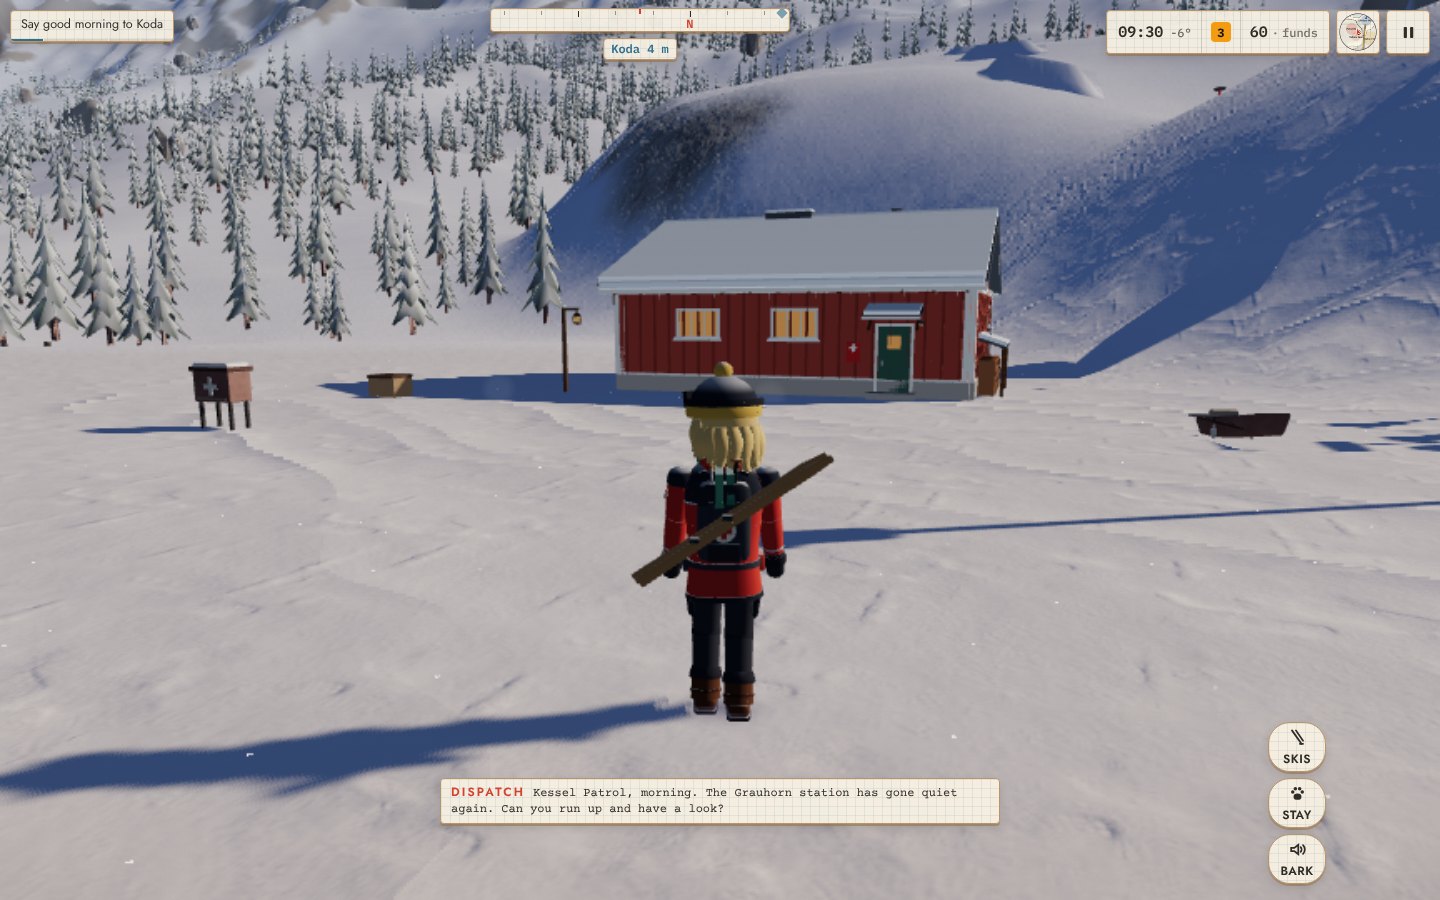 Say good morning to Koda
N
Koda 4 m
09:30 -6° 3 60 · funds
DISPATCH Kessel Patrol, morning. The Grauhorn station has gone quiet
again. Can you run up and have a look?
SKIS
STAY
BARK